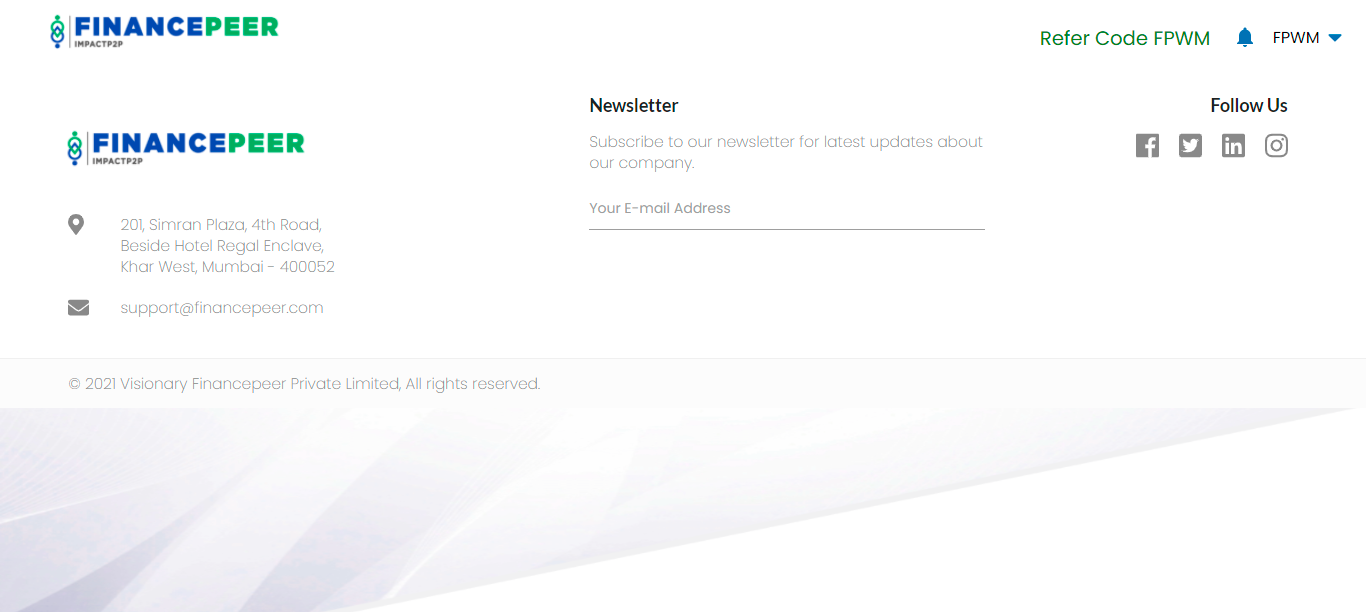 FINANCEPEER
IMPACTP2P
Refer Code FPWM
FPWM
FINANCEPEER
IMPACTP2P
201, Simran Plaza, 4th Road,
Beside Hotel Regal Enclave,
Khar West, Mumbai - 400052
support@financepeer.com
Newsletter
Subscribe to our newsletter for latest updates about
our company.
Your E-mail Address
Follow Us
© 2021 Visionary Financepeer Private Limited, All rights reserved.